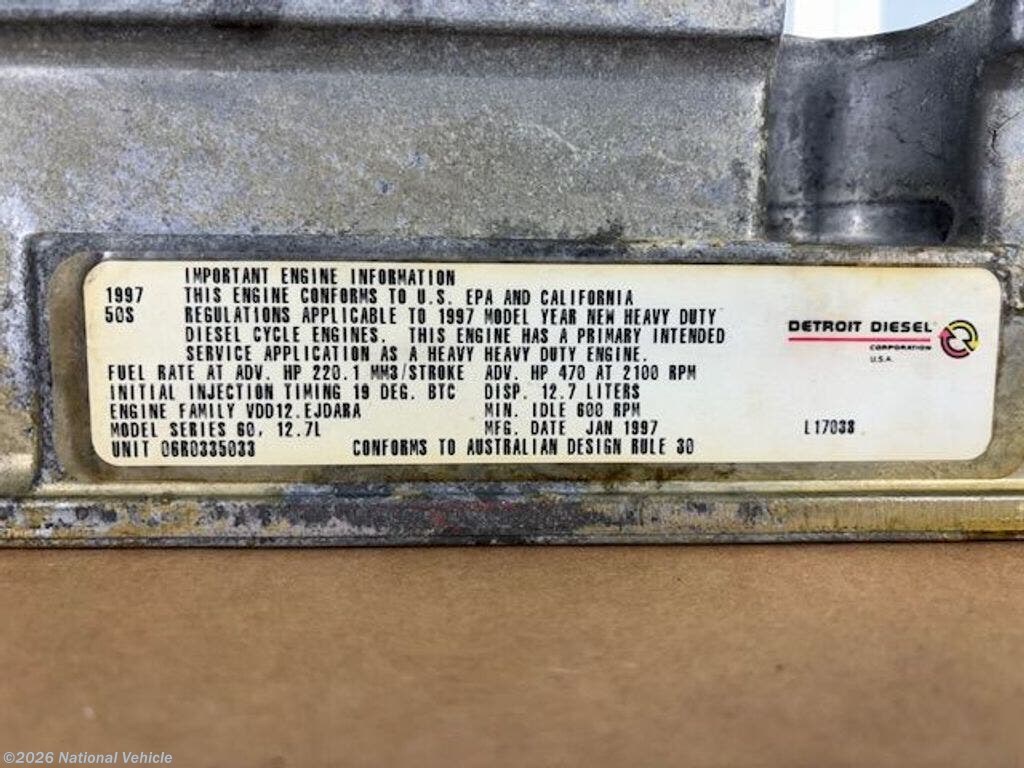 IMPORTANT ENGINE INFORMATION
1997 THIS ENGINE CONFORMS TO U.S. EPA AND CALIFORNIA
50S REGULATIONS APPLICABLE TO 1997 MODEL YEAR NEW HEAVY DUTY
DIESEL CYCLE ENGINES. THIS ENGINE HAS A PRIMARY INTENDED
SERVICE APPLICATION AS A HEAVY HEAVY DUTY ENGINE.
FUEL RATE AT ADV. HP 220.1 MM3/STROKE ADV. HP 470 AT 2100 RPM
INITIAL INJECTION TIMING 19 DEG. BTC DISP. 12.7 LITERS
ENGINE FAMILY VDD12.EJDARA MIN. IDLE 600 RPM
MODEL SERIES 60, 12.7L MFG. DATE JAN 1997 L17038
UNIT 06R0335033 CONFORMS TO AUSTRALIAN DESIGN RULE 30
DETROIT DIESEL
CORPORATION
U.S.A.
©2026 National Vehicle